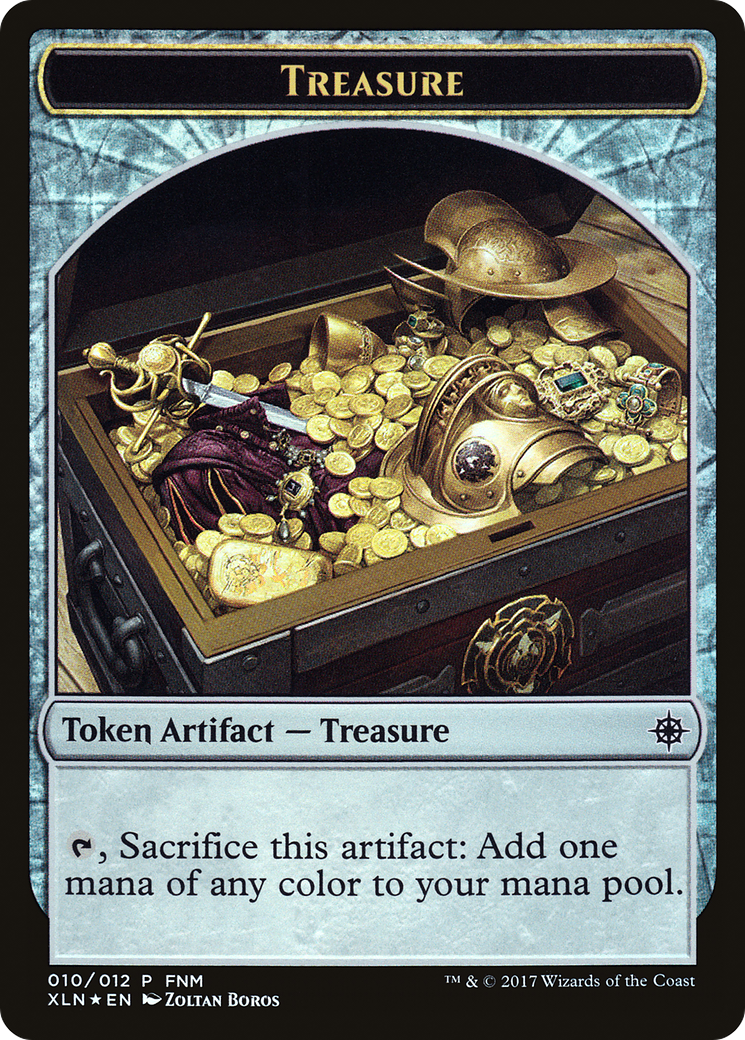 TREASURE
Token Artifact — Treasure
, Sacrifice this artifact: Add one
mana of any color to your mana pool.
010/012 P FNM
XLN★EN ZOLTAN BOROS
™ & © 2017 Wizards of the Coast